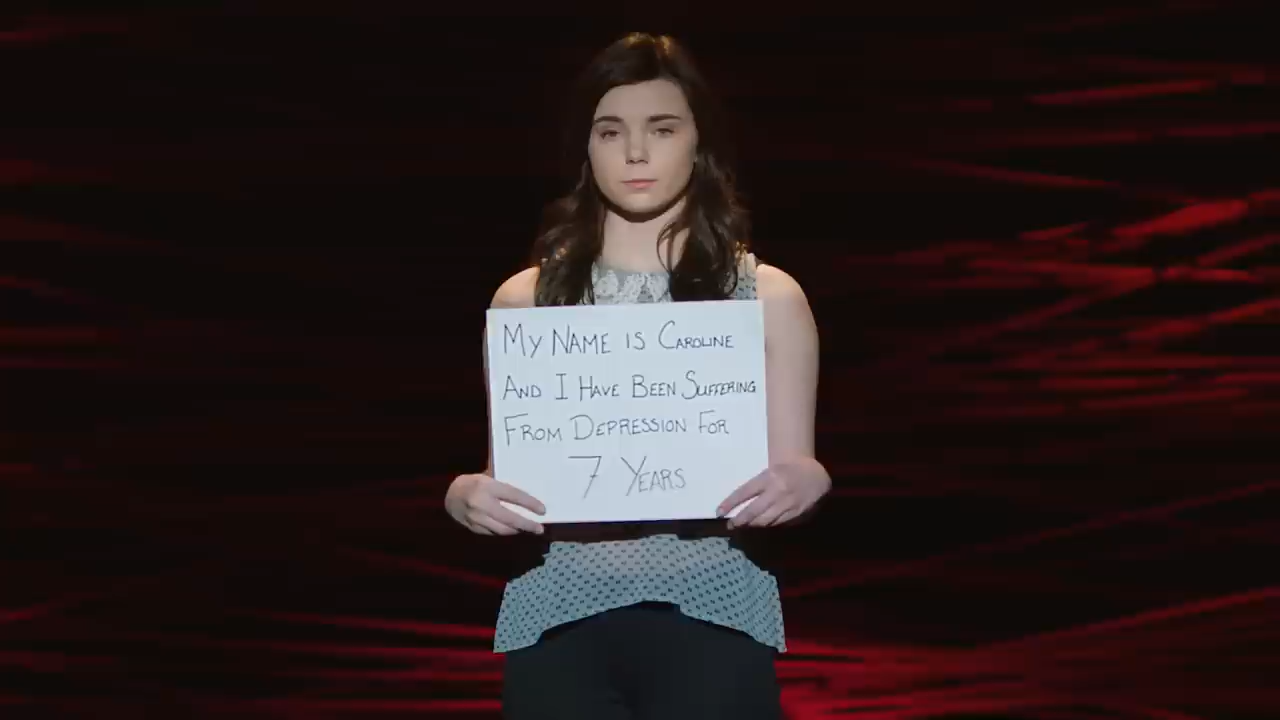 My Name is Caroline
And I Have Been Suffering
From Depression For
7 Years